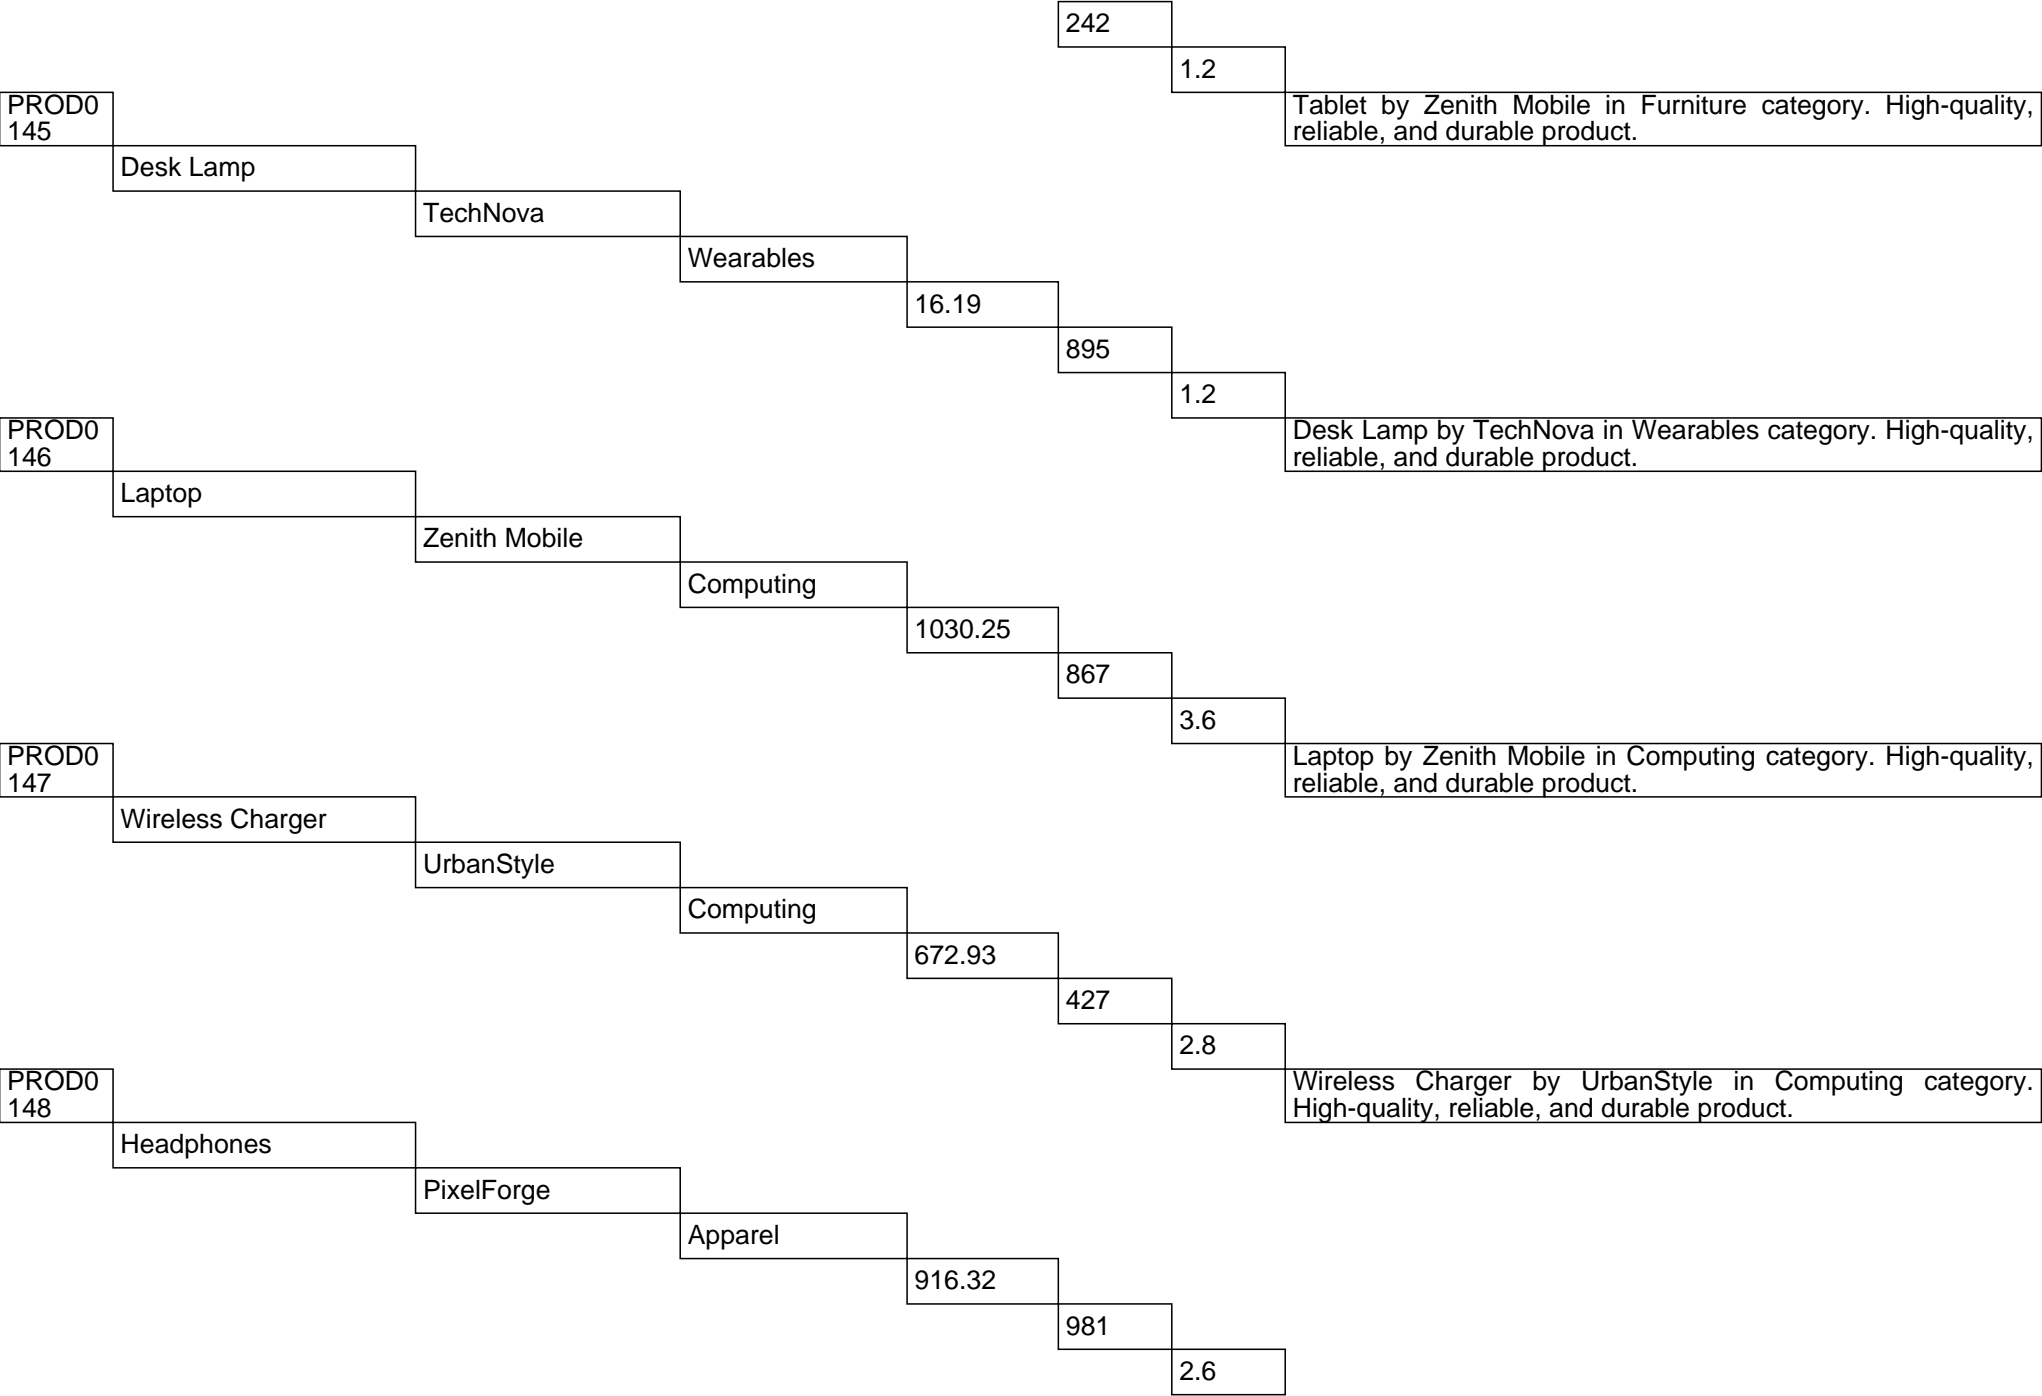 242
1.2
PROD0
145
Tablet by Zenith Mobile in Furniture category. High-quality,
reliable, and durable product.
Desk Lamp
TechNova
Wearables
16.19
895
1.2
PROD0
146
Desk Lamp by TechNova in Wearables category. High-quality,
reliable, and durable product.
Laptop
Zenith Mobile
Computing
1030.25
867
3.6
PROD0
147
Laptop by Zenith Mobile in Computing category. High-quality,
reliable, and durable product.
Wireless Charger
UrbanStyle
Computing
672.93
427
2.8
PROD0
148
Wireless Charger by UrbanStyle in Computing category.
High-quality, reliable, and durable product.
Headphones
PixelForge
Apparel
916.32
981
2.6